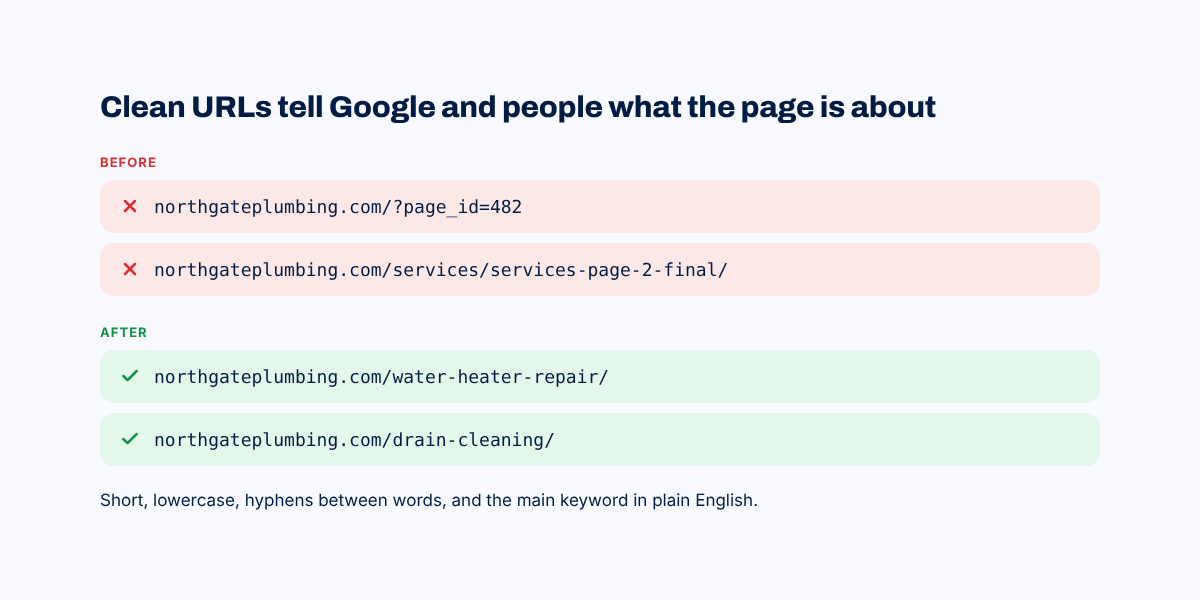 Clean URLs tell Google and people what the page is about
BEFORE
northgateplumbing.com/?page_id=482
northgateplumbing.com/services/services-page-2-final/
AFTER
northgateplumbing.com/water-heater-repair/
northgateplumbing.com/drain-cleaning/
Short, lowercase, hyphens between words, and the main keyword in plain English.